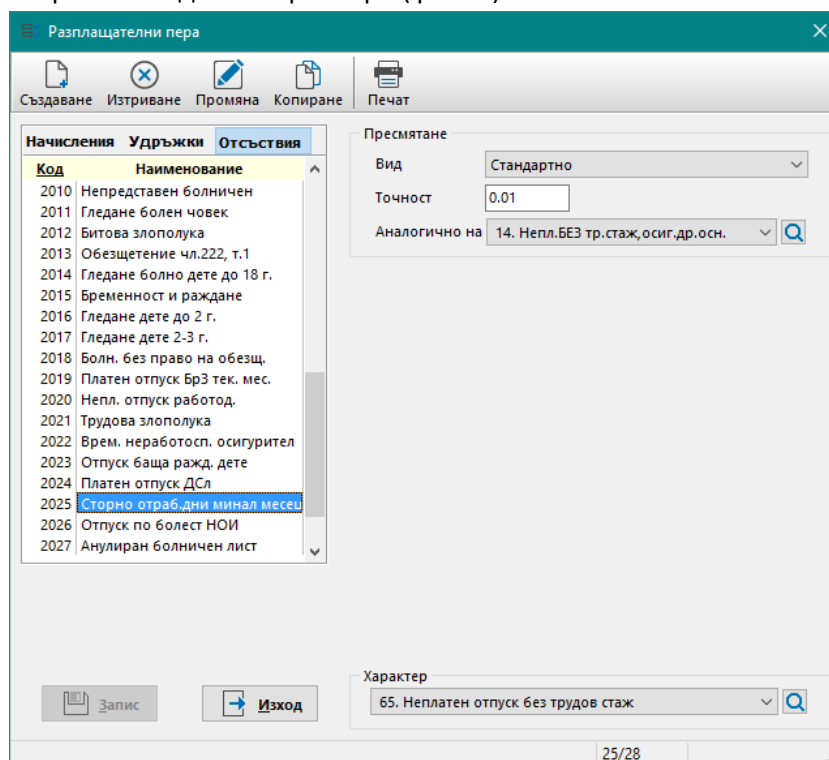 Разплащателни пера
Създаване Изтриване Промяна Копиране Печат
Начисления Удръжки Отсъствия
Код Наименование
2010 Непредставен болничен
2011 Гледане болен човек
2012 Битова злополука
2013 Обезщетение чл.222, т.1
2014 Гледане болно дете до 18 г.
2015 Бременност и раждане
2016 Гледане дете до 2 г.
2017 Гледане дете 2-3 г.
2018 Болн. без право на обезщ.
2019 Платен отпуск Бр3 тек. мес.
2020 Непл. отпуск работод.
2021 Трудова злополука
2022 Врем. неработосп. осигурител
2023 Отпуск баща ражд. дете
2024 Платен отпуск ДСл
2025 Сторно отраб.дни минал месец
2026 Отпуск по болест НОИ
2027 Анулиран болничен лист
Пресмятане
Вид Стандартно
Точност 0.01
Аналогично на 14. Непл.БЕЗ тр.стаж,осиг.др.осн.
Запис Изход
Характер
65. Неплатен отпуск без трудов стаж
25/28